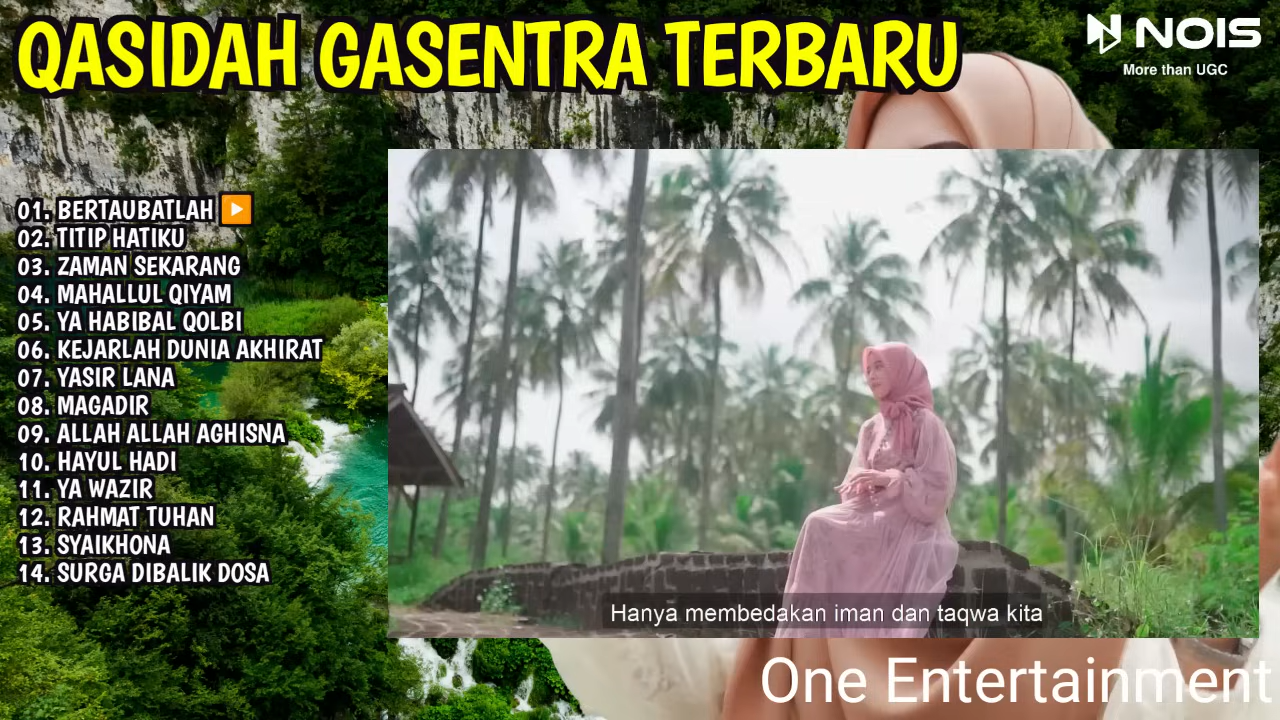 QASIDAH GASENTRA TERBARU
NOIS
More than UGC
01. BERTAUBATLAH
02. TITIP HATIKU
03. ZAMAN SEKARANG
04. MAHALLUL QIYAM
05. YA HABIBAL QOLBI
06. KEJARLAH DUNIA AKHIRAT
07. YASIR LANA
08. MAGADIR
09. ALLAH ALLAH AGHISNA
10. HAYUL HADI
11. YA WAZIR
12. RAHMAT TUHAN
13. SYAIKHONA
14. SURGA DIBALIK DOSA
Hanya membedakan iman dan taqwa kita
One Entertainment